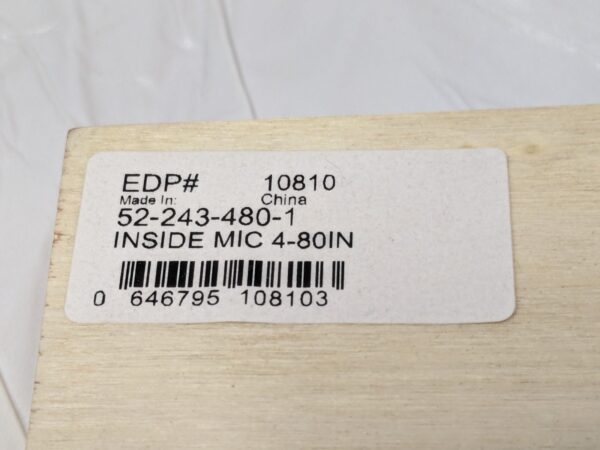 EDP# 10810
Made In: China
52-243-480-1
INSIDE MIC 4-80IN
0 646795 108103